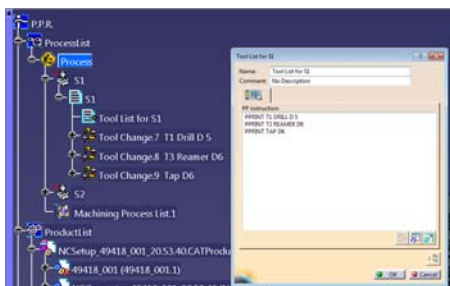 P.P.R.
ProcessList
Process
S1
S1
Tool List for S1
Tool Change.7 T1 Drill D 5
Tool Change.8 T3 Reamer D6
Tool Change.9 Tap D6
S2
Machining Process List.1
ProductList
NCSetup_49418_001_20.53.40.CATProdu
49418_001 (49418_001.1)
Tool List for S1
Name: Tool List for S1
Comment: No Description
PP instruction
PPRINT T1 DRILL D 5
PPRINT T3 REAMER D6
PPRINT TAP D6
OK
Cancel